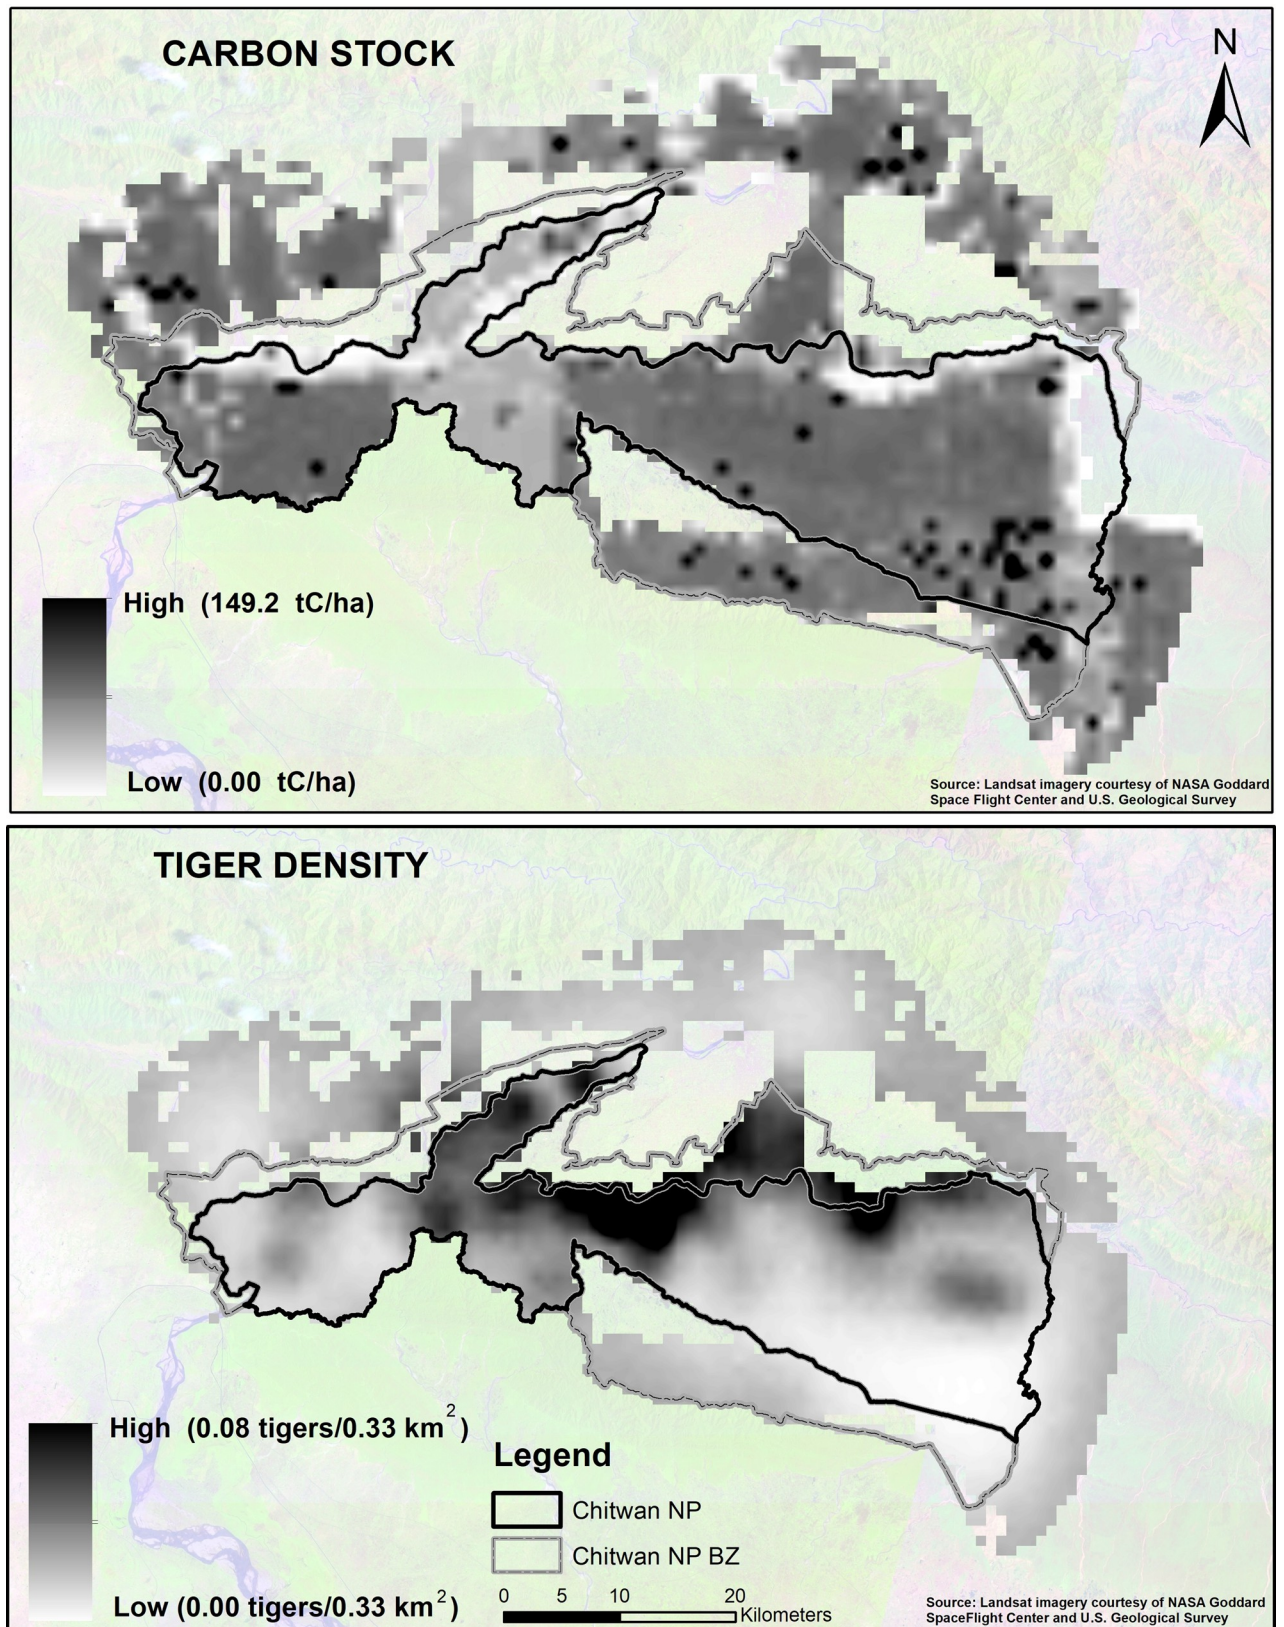 CARBON STOCK
N
High (149.2 tC/ha)
Low (0.00 tC/ha)
Source: Landsat imagery courtesy of NASA Goddard
Space Flight Center and U.S. Geological Survey
TIGER DENSITY
High (0.08 tigers/0.33 km²)
Legend
Chitwan NP
Chitwan NP BZ
0 5 10 20
Kilometers
Low (0.00 tigers/0.33 km²)
Source: Landsat imagery courtesy of NASA Goddard
SpaceFlight Center and U.S. Geological Survey